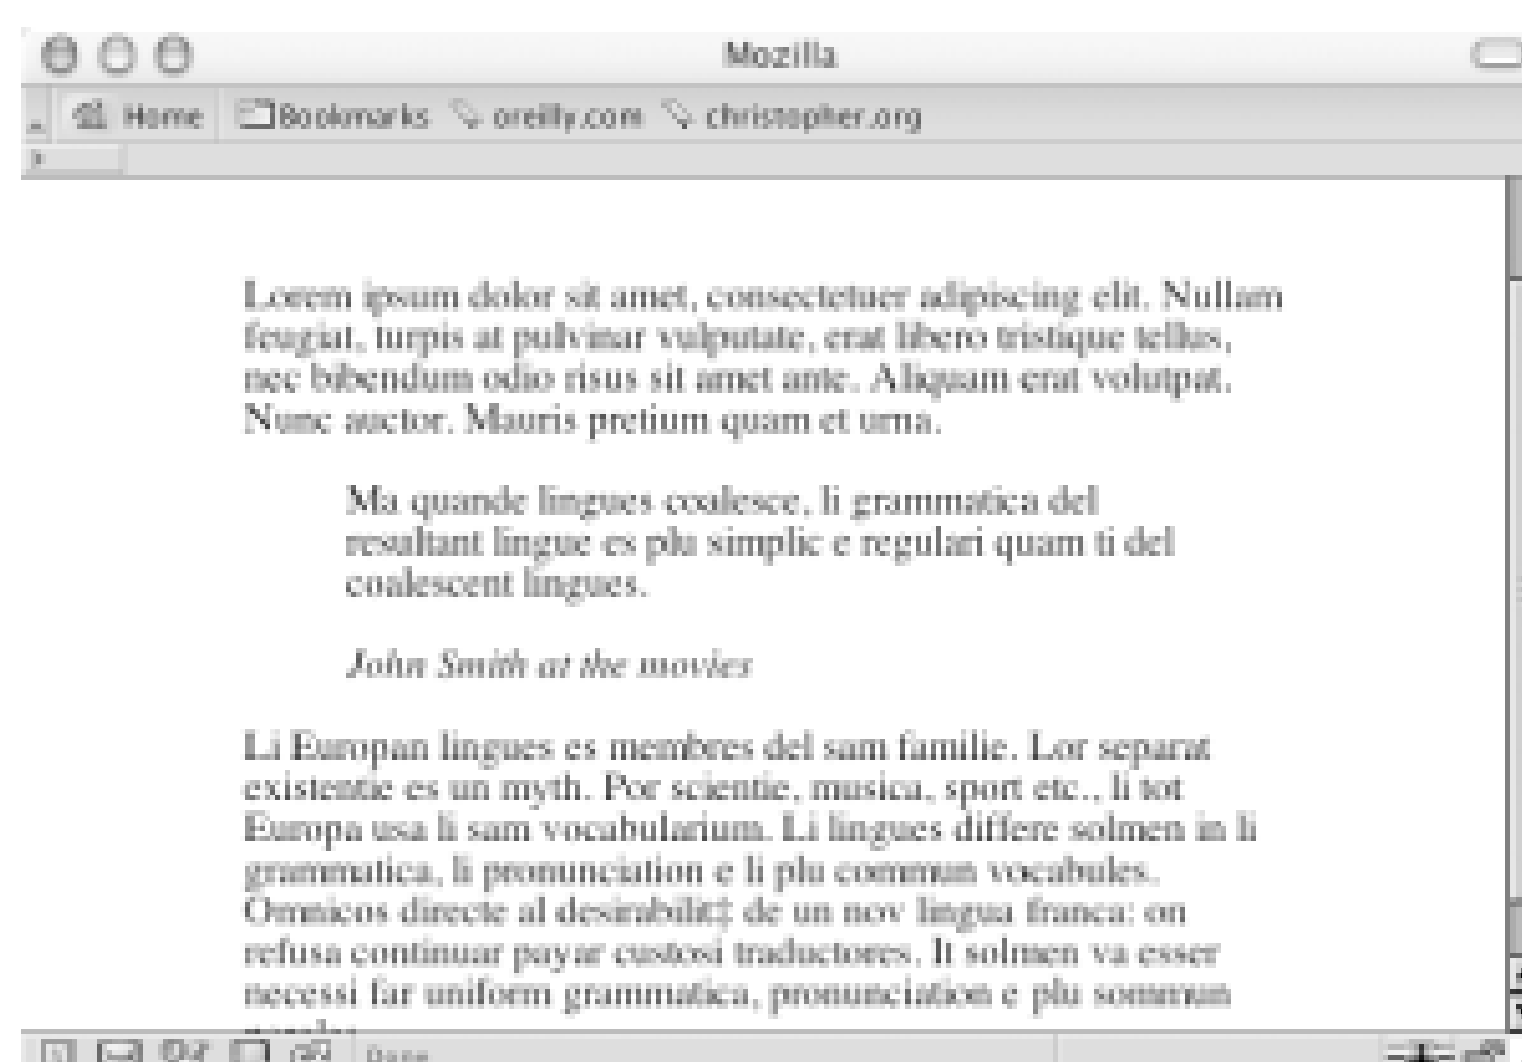 Mozilla
Home Bookmarks oreilly.com christopher.org
Lorem ipsum dolor sit amet, consectetuer adipiscing elit. Nullam
feugiat, turpis at pulvinar vulputate, erat libero tristique tellus,
nec bibendum odio risus sit amet ante. Aliquam erat volutpat.
Nunc auctor. Mauris pretium quam et urna.
Ma quande lingues coalesce, li grammatica del
resultant lingue es plu simplic e regulari quam ti del
coalescent lingues.
John Smith at the movies
Li Europan lingues es membres del sam familie. Lor separat
existentie es un myth. Por scientie, musica, sport etc., li tot
Europa usa li sam vocabularium. Li lingues differe solmen in li
grammatica, li pronunciation e li plu commun vocabules.
Omnicos directe al desirabilit‡ de un nov lingua franca: on
refusa continuar payar custosi traductores. It solmen va esser
necessi far uniform grammatica, pronunciation e plu sommun
Done